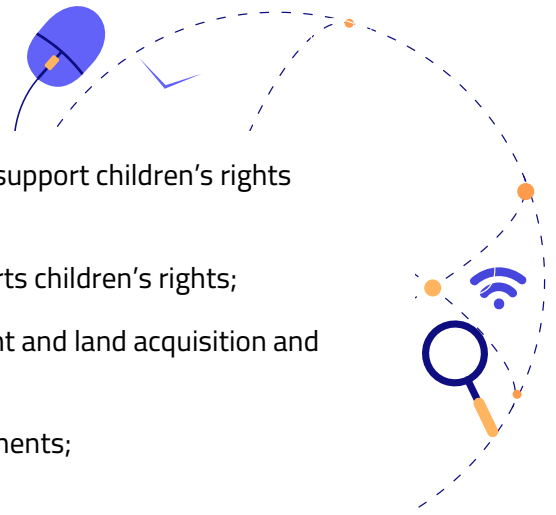 support children’s rights
rts children’s rights;
nt and land acquisition and
nents;